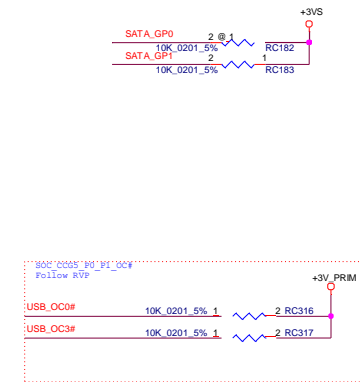 +3VS
SATA_GP0 2 @ 1
10K_0201_5% RC182
SATA_GP1 2 1
10K_0201_5% RC183
SOC_CCG5_P0_P1_OC#
Follow RVP
+3V_PRIM
USB_OC0# 10K_0201_5% 1 2 RC316
USB_OC3# 10K_0201_5% 1 2 RC317